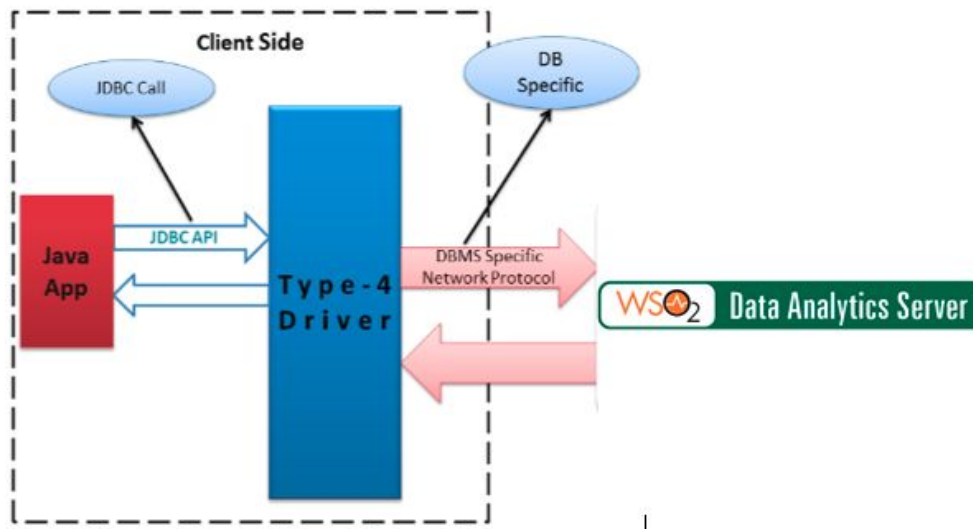 Client Side
JDBC Call
DB
Specific
JDBC API
Java
App
Type-4
Driver
DBMS Specific
Network Protocol
WSO2 Data Analytics Server